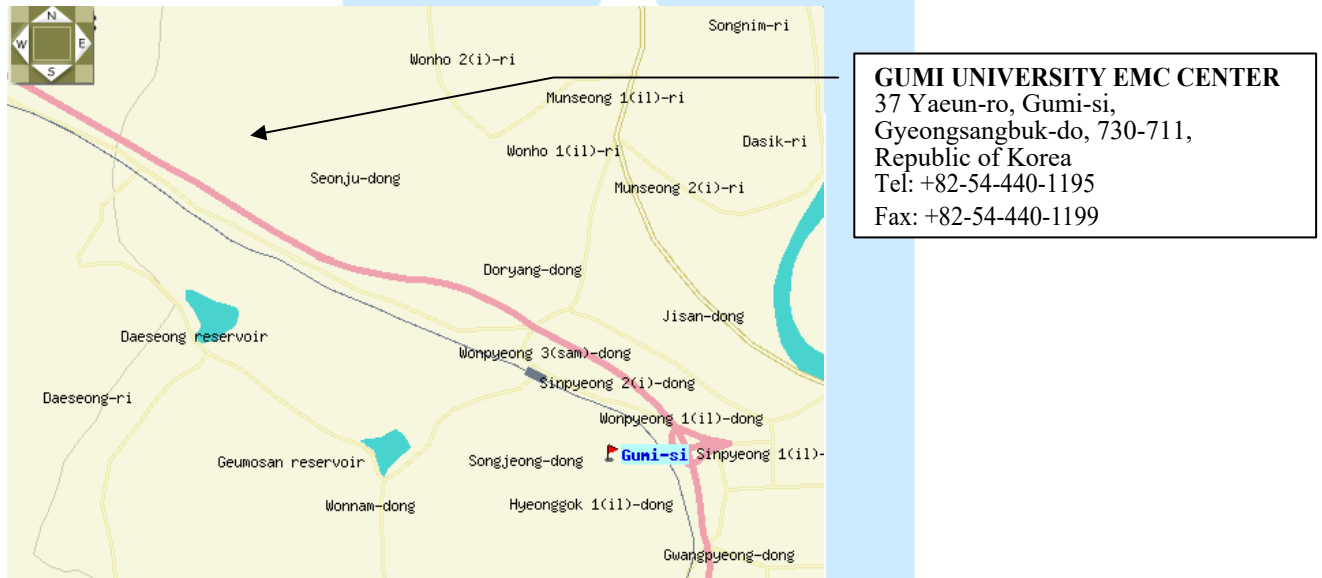 N
W E
S
Songnim-ri
Wonho 2(i)-ri
Munseong 1(il)-ri
Dasik-ri
Wonho 1(il)-ri
Seonju-dong
Munseong 2(i)-ri
Doryang-dong
Jisan-dong
Daeseong reservoir
Wonpyeong 3(sam)-dong
Sinpyeong 2(i)-dong
Daeseong-ri
Wonpyeong 1(il)-dong
Gumi-si
Sinpyeong 1(il)-
Songjeong-dong
Geumosan reservoir
Wonnam-dong
Hyeonggok 1(il)-dong
Gwangpyeong-dong
GUMI UNIVERSITY EMC CENTER
37 Yaeun-ro, Gumi-si,
Gyeongsangbuk-do, 730-711,
Republic of Korea
Tel: +82-54-440-1195
Fax: +82-54-440-1199